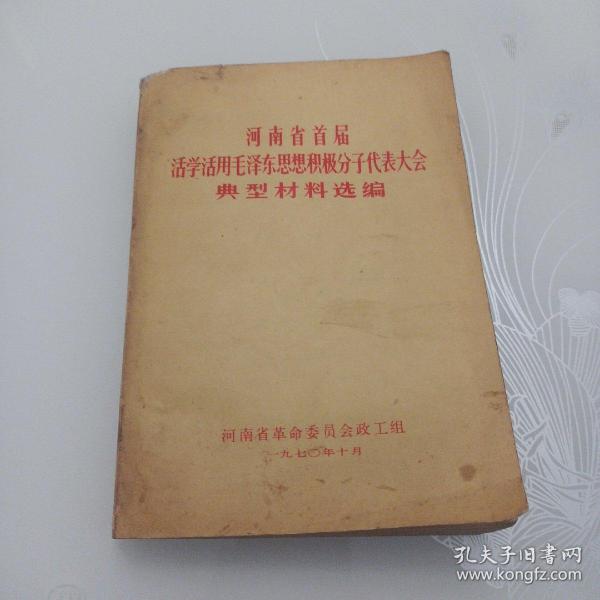 河南省首届
活学活用毛泽东思想积极分子代表大会
典型材料选编
河南省革命委员会政工组
一九七〇年十月
孔夫子旧书网
www.kongfz.com